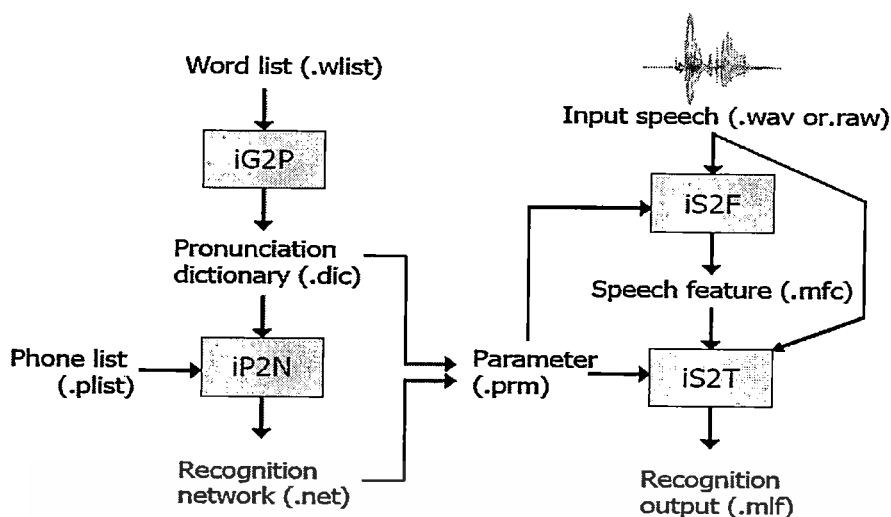 Word list (.wlist)
iG2P
Pronunciation
dictionary (.dic)
Phone list
(.plist)
iP2N
Recognition
network (.net)
Parameter
(.prm)
Input speech (.wav or.raw)
iS2F
Speech feature (.mfc)
iS2T
Recognition
output (.mlf)